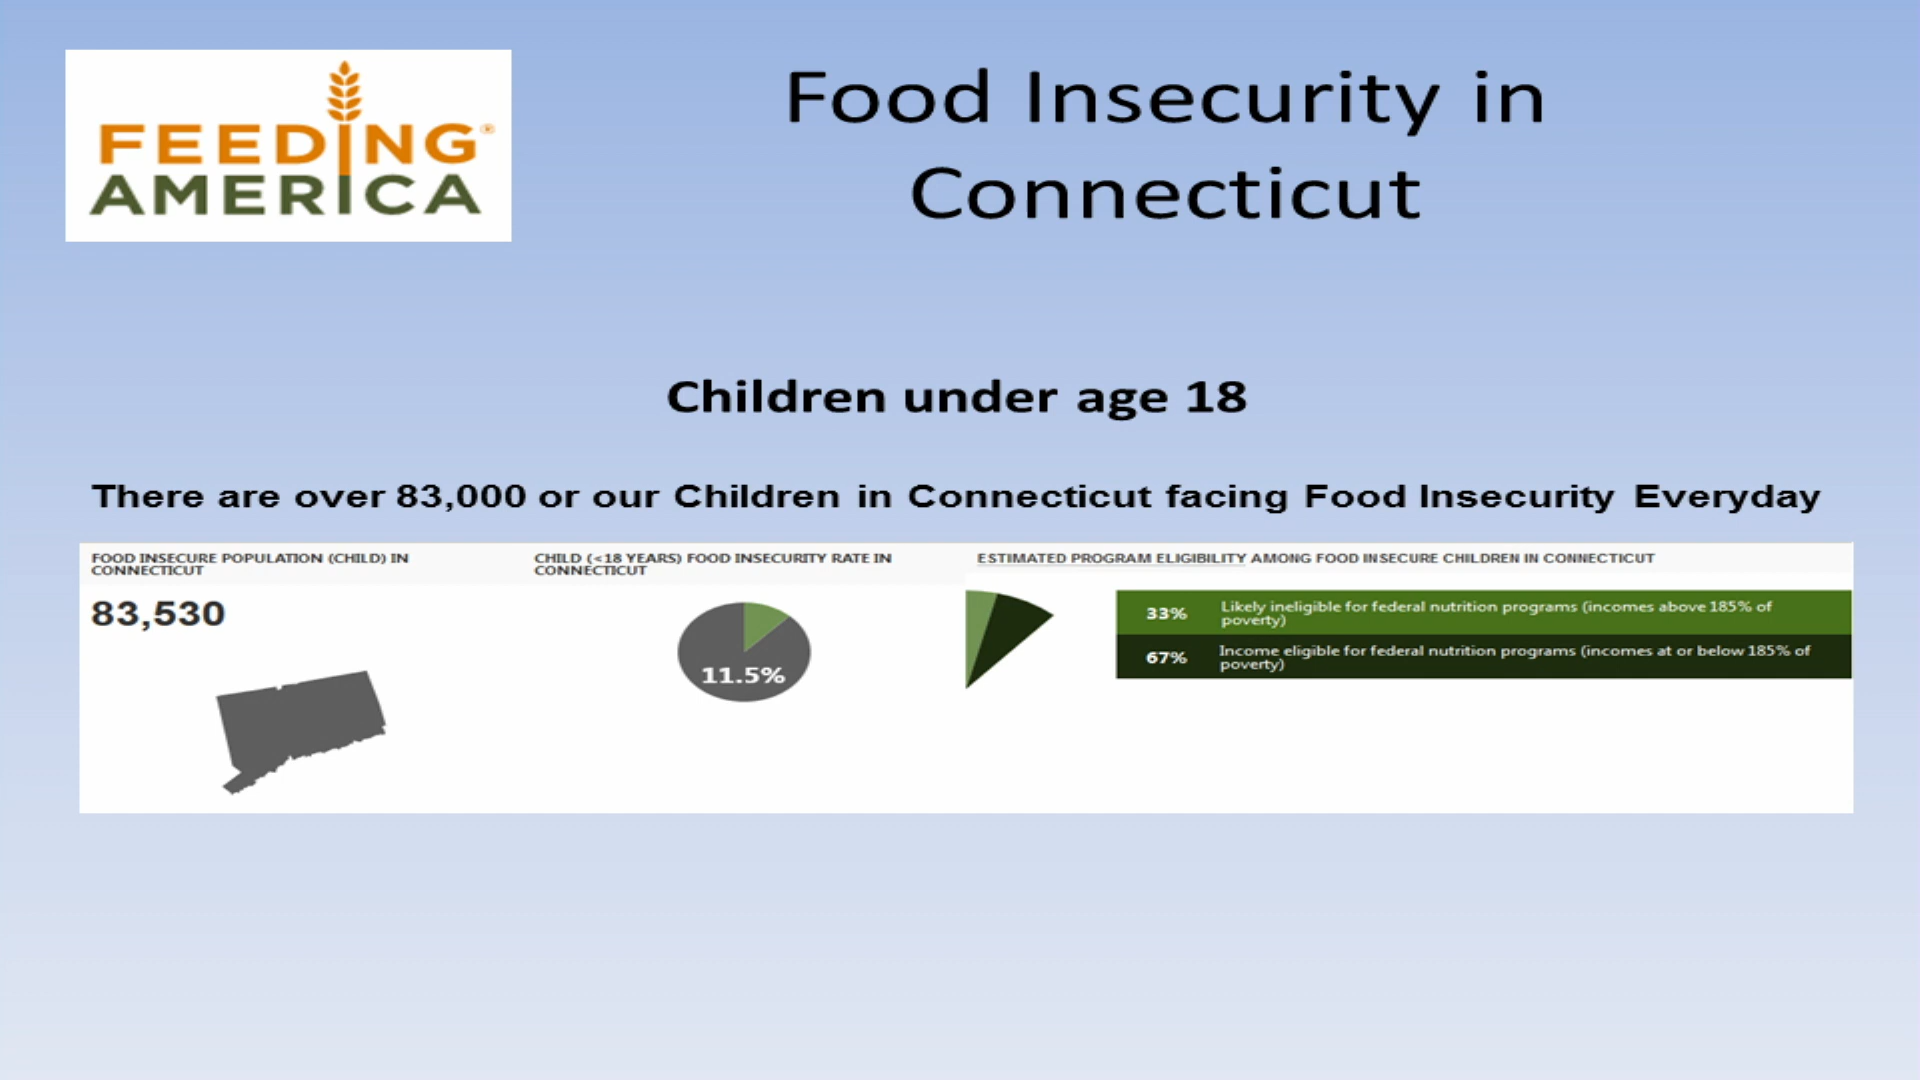 FEEDING®
AMERICA
Food Insecurity in
Connecticut
Children under age 18
There are over 83,000 or our Children in Connecticut facing Food Insecurity Everyday
FOOD INSECURE POPULATION (CHILD) IN
CONNECTICUT
83,530
CHILD (<18 YEARS) FOOD INSECURITY RATE IN
CONNECTICUT
11.5%
ESTIMATED PROGRAM ELIGIBILITY AMONG FOOD INSECURE CHILDREN IN CONNECTICUT
33% Likely ineligible for federal nutrition programs (incomes above 185% of
poverty)
67% Income eligible for federal nutrition programs (incomes at or below 185% of
poverty)